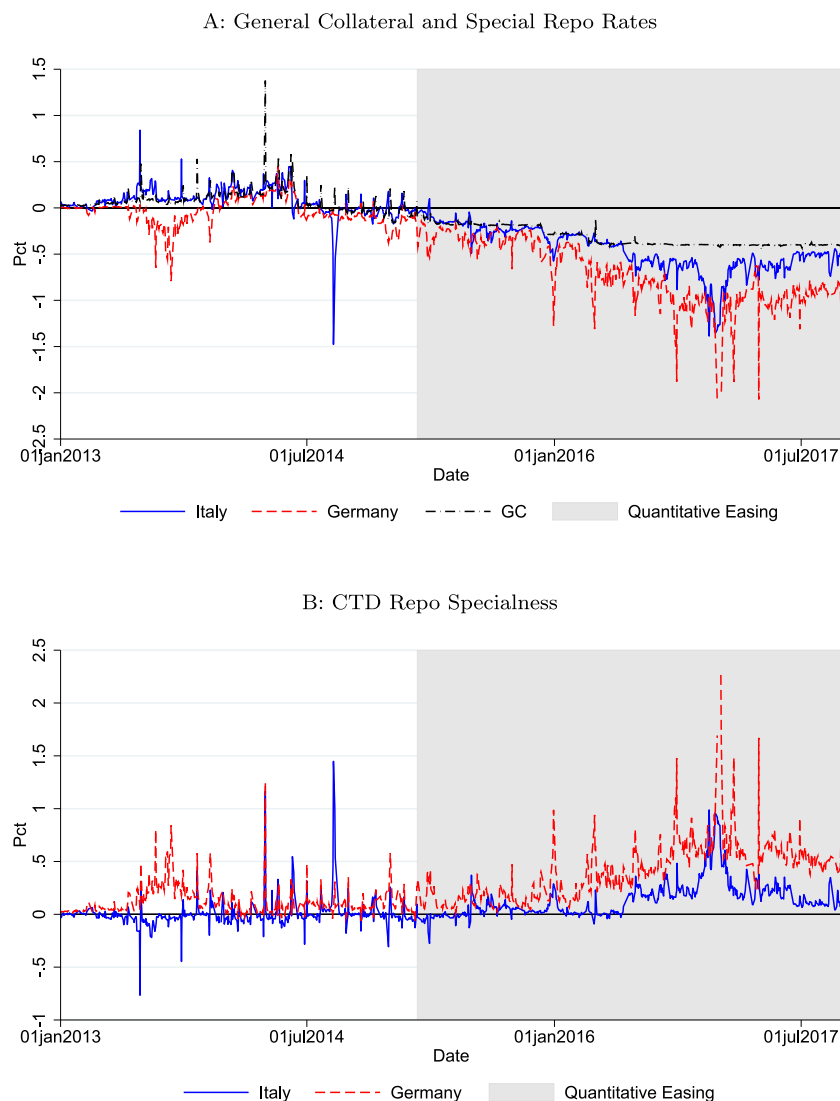 A: General Collateral and Special Repo Rates
1.5
1
.5
0
-.5
-1
-1.5
-2
-2.5
Pct
01jan2013
01jul2014
01jan2016
01jul2017
Date
Italy
Germany
GC
Quantitative Easing
B: CTD Repo Specialness
2.5
2
1.5
1
.5
0
-.5
-1
Pct
01jan2013
01jul2014
01jan2016
01jul2017
Date
Italy
Germany
Quantitative Easing